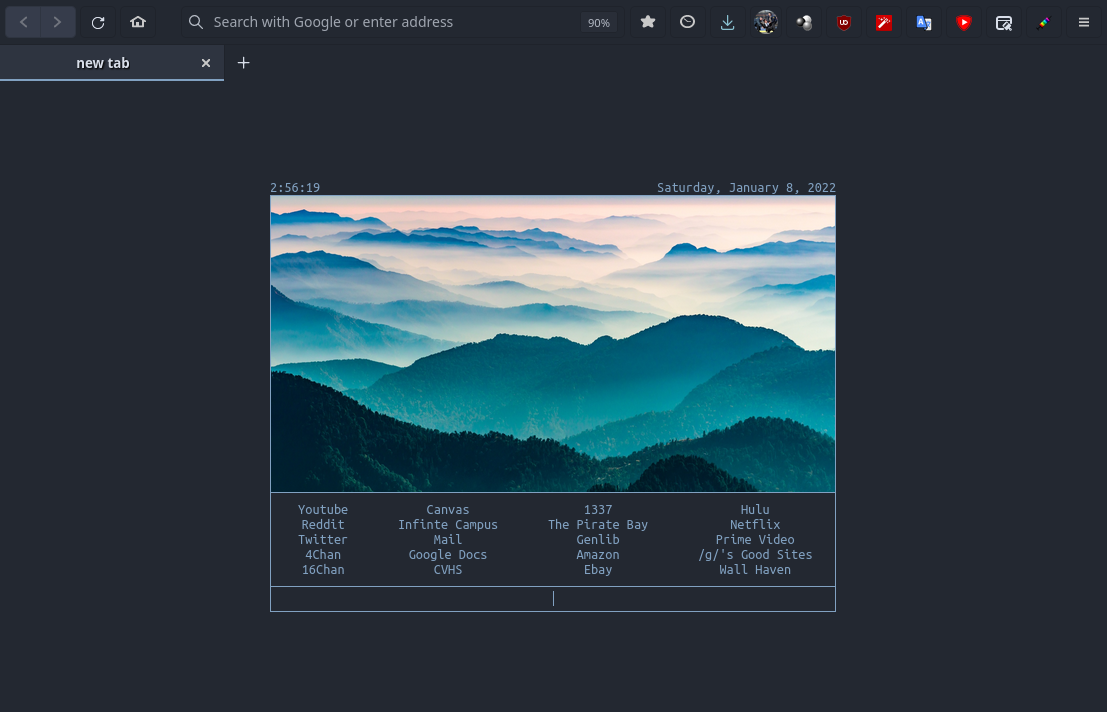 Search with Google or enter address 90%
new tab
2:56:19 Saturday, January 8, 2022
Youtube Canvas 1337 Hulu
Reddit Infinte Campus The Pirate Bay Netflix
Twitter Mail Genlib Prime Video
4Chan Google Docs Amazon /g/'s Good Sites
16Chan CVHS Ebay Wall Haven